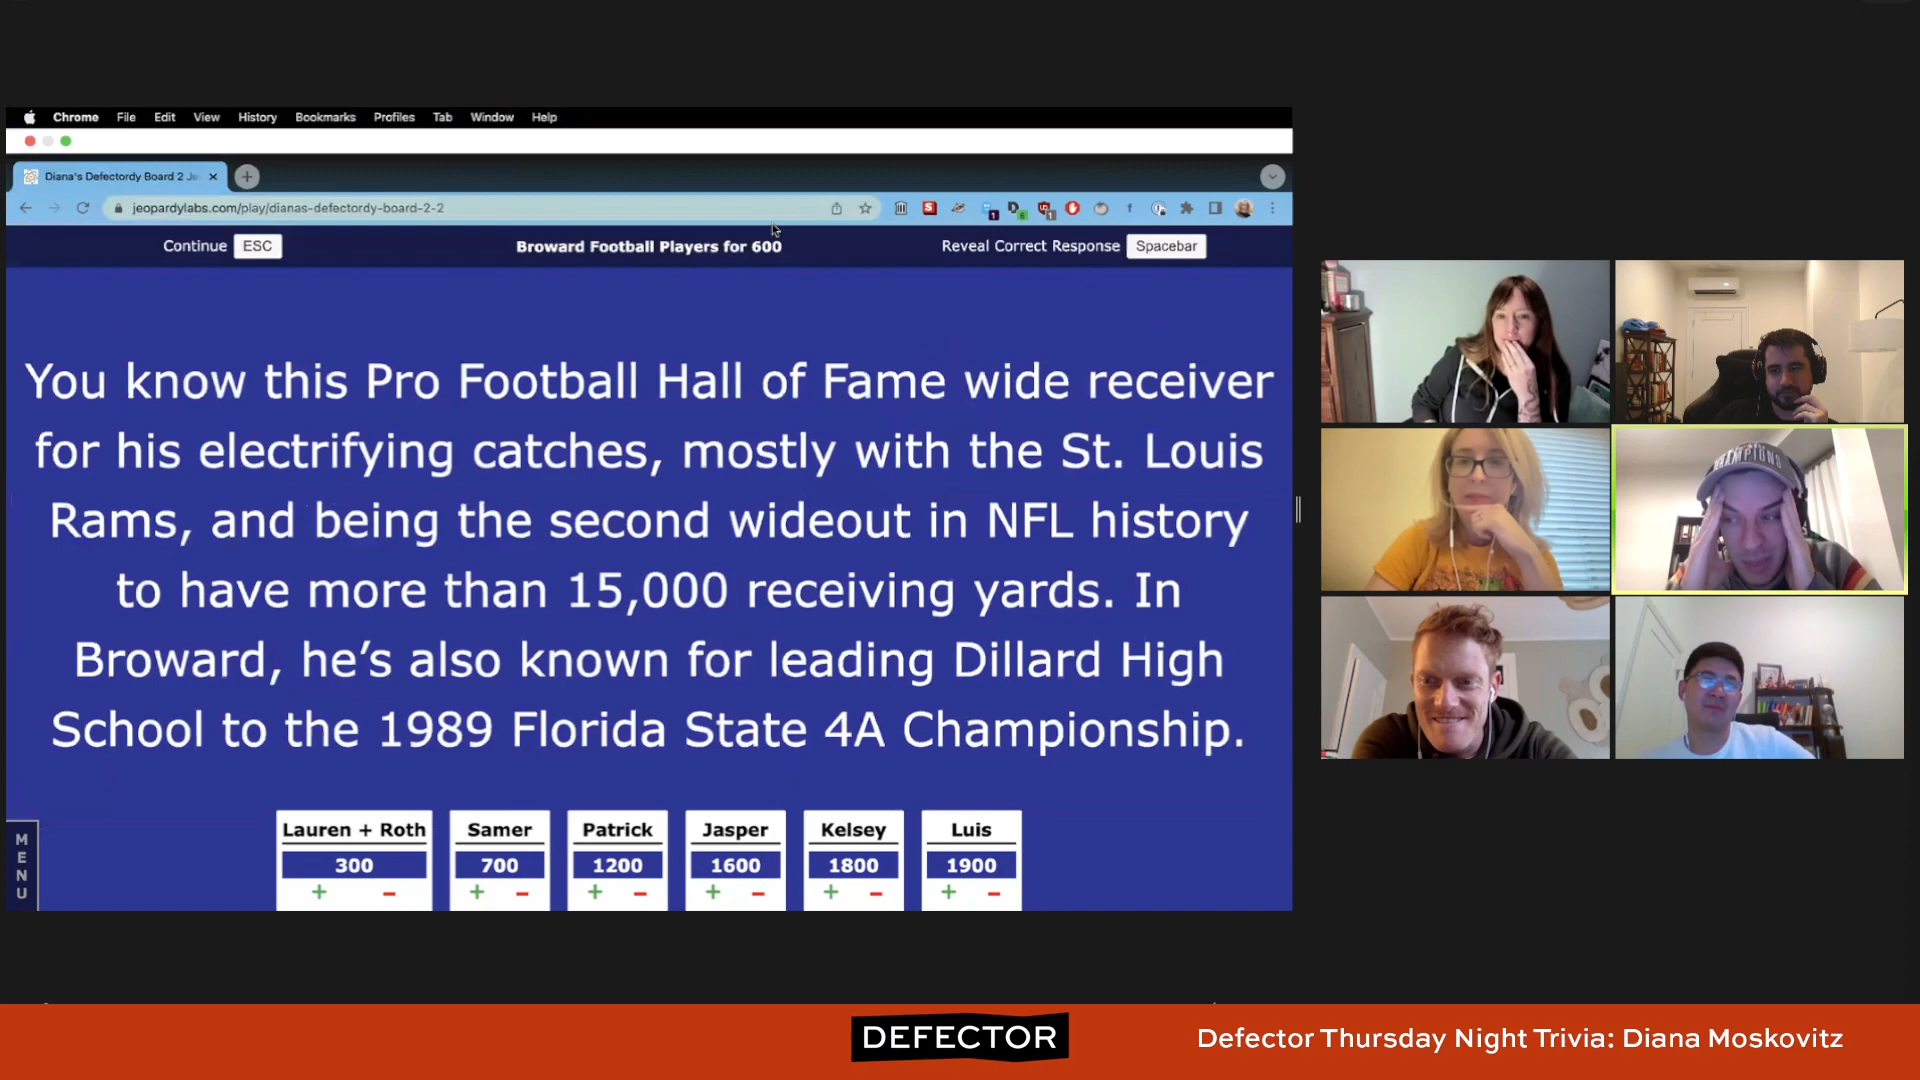 Chrome File Edit View History Bookmarks Profiles Tab Window Help
Diana's Defectordy Board 2 Je
jeopardylabs.com/play/dianas-defectordy-board-2-2
Continue ESC
Broward Football Players for 600
Reveal Correct Response Spacebar
You know this Pro Football Hall of Fame wide receiver
for his electrifying catches, mostly with the St. Louis
Rams, and being the second wideout in NFL history
to have more than 15,000 receiving yards. In
Broward, he’s also known for leading Dillard High
School to the 1989 Florida State 4A Championship.
MENU
Lauren + Roth Samer Patrick Jasper Kelsey Luis
300 700 1200 1600 1800 1900
+ - + - + - + - + - + -
CHAMPIONS
DEFECTOR
Defector Thursday Night Trivia: Diana Moskovitz